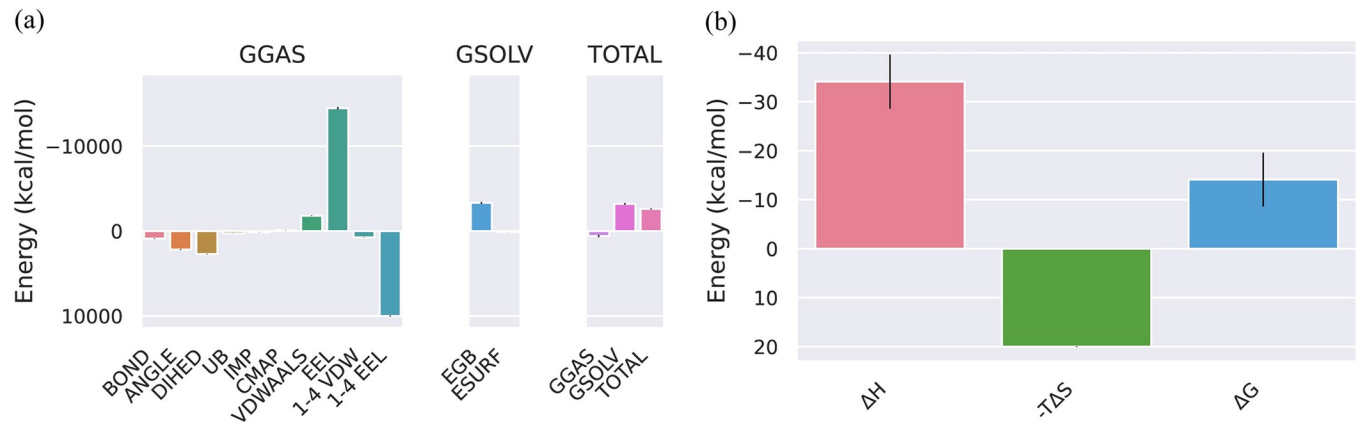 (a)
GGAS
GSOLV
TOTAL
Energy (kcal/mol)
−10000
0
10000
BOND
ANGLE
DIHED
UB
IMP
CMAP
VDWAALS
EEL
1-4 VDW
1-4 EEL
EGB
ESURF
GGAS
GSOLV
TOTAL
(b)
Energy (kcal/mol)
−40
−30
−20
−10
0
10
20
ΔH
-TΔS
ΔG